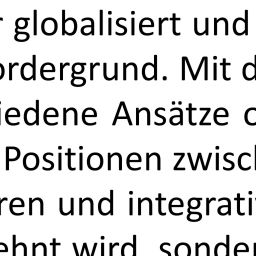 r globalisiert und
ordergrund. Mit d
iedene Ansätze o
Positionen zwisch
ren und integrativ
ehnt wird, sonder